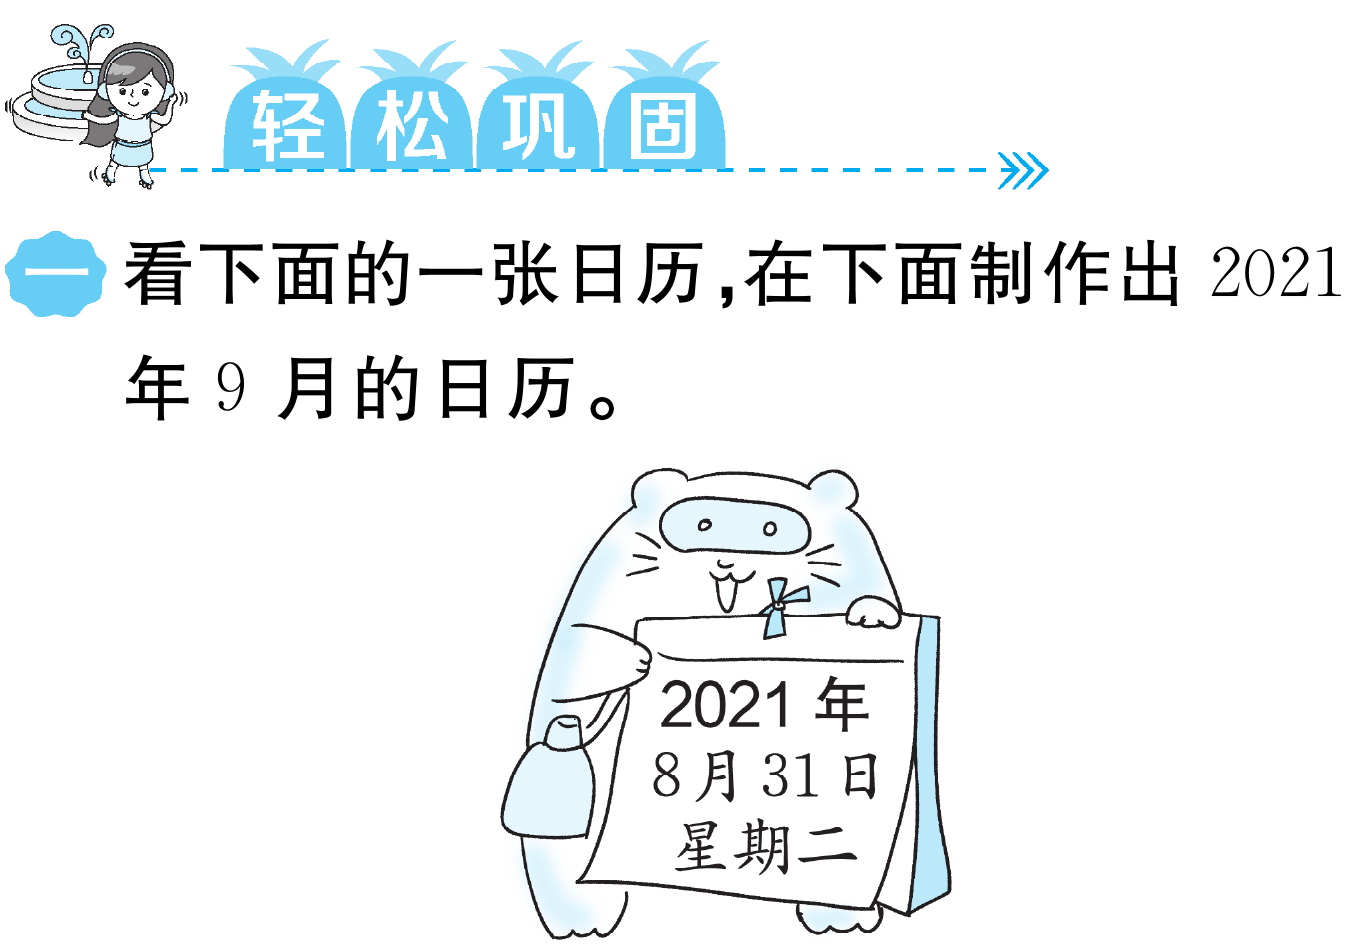 轻松巩固
一 看下面的一张日历,在下面制作出 2021
年 9 月的日历。
2021 年
8 月 31 日
星期二